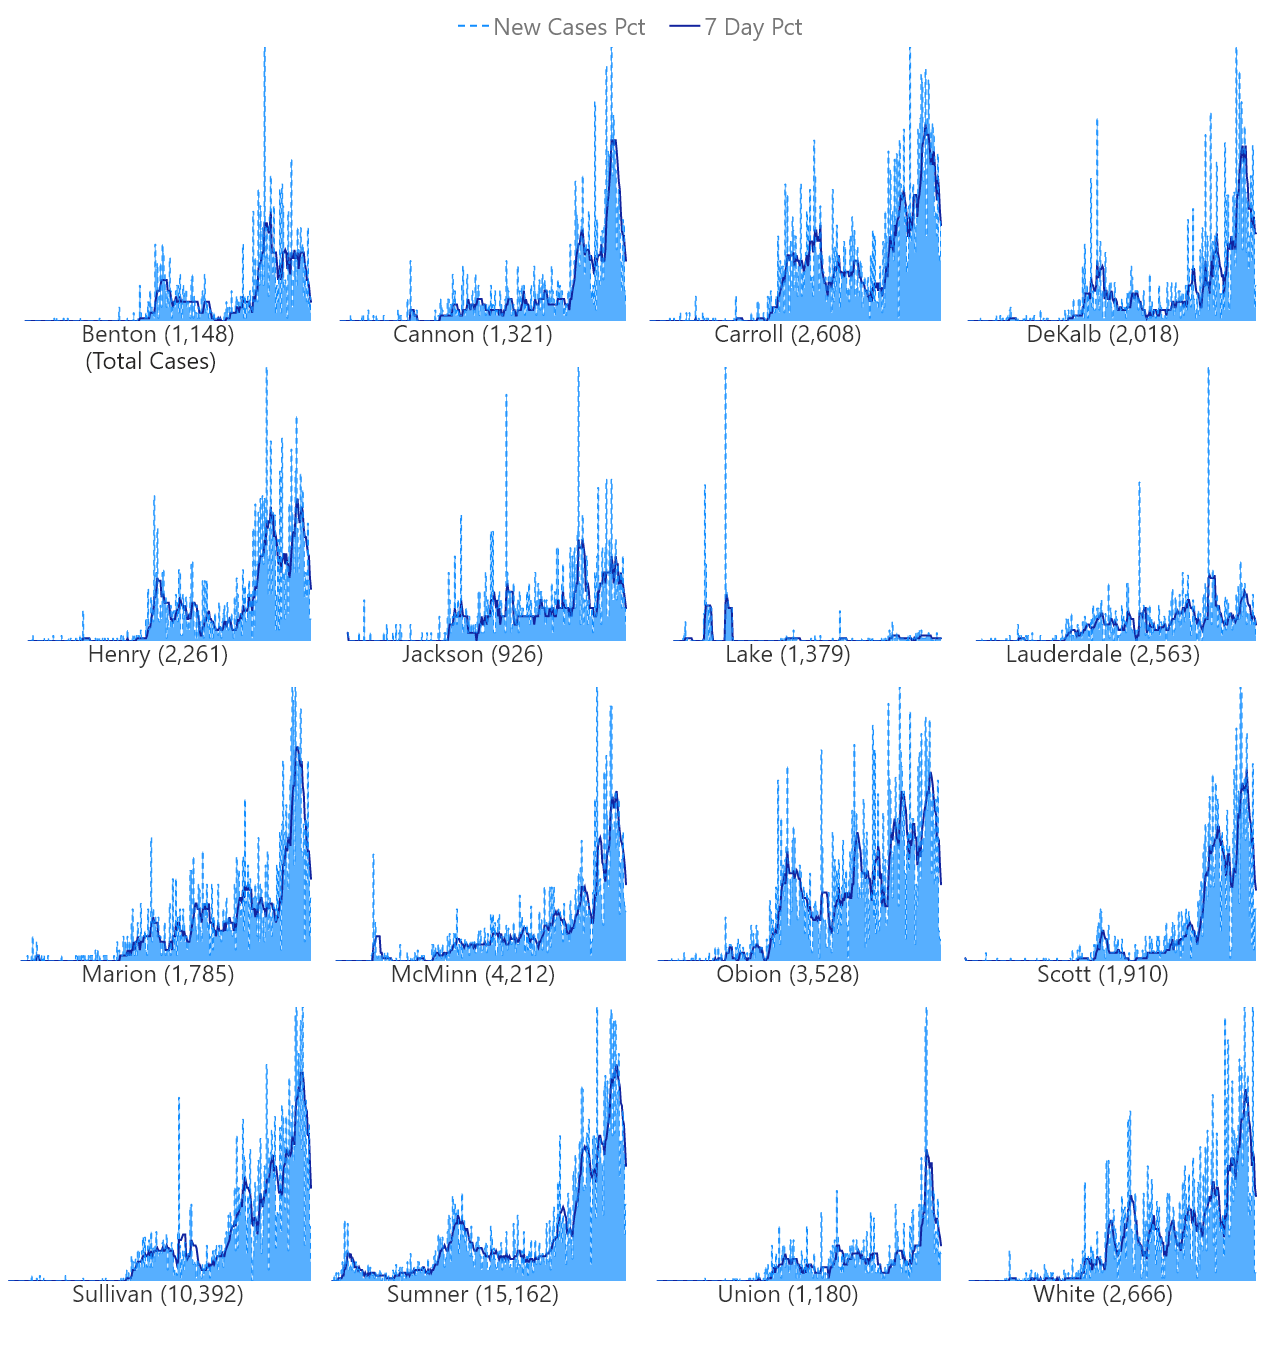 New Cases Pct 7 Day Pct
Benton (1,148) Cannon (1,321) Carroll (2,608) DeKalb (2,018)
(Total Cases)
Henry (2,261) Jackson (926) Lake (1,379) Lauderdale (2,563)
Marion (1,785) McMinn (4,212) Obion (3,528) Scott (1,910)
Sullivan (10,392) Sumner (15,162) Union (1,180) White (2,666)